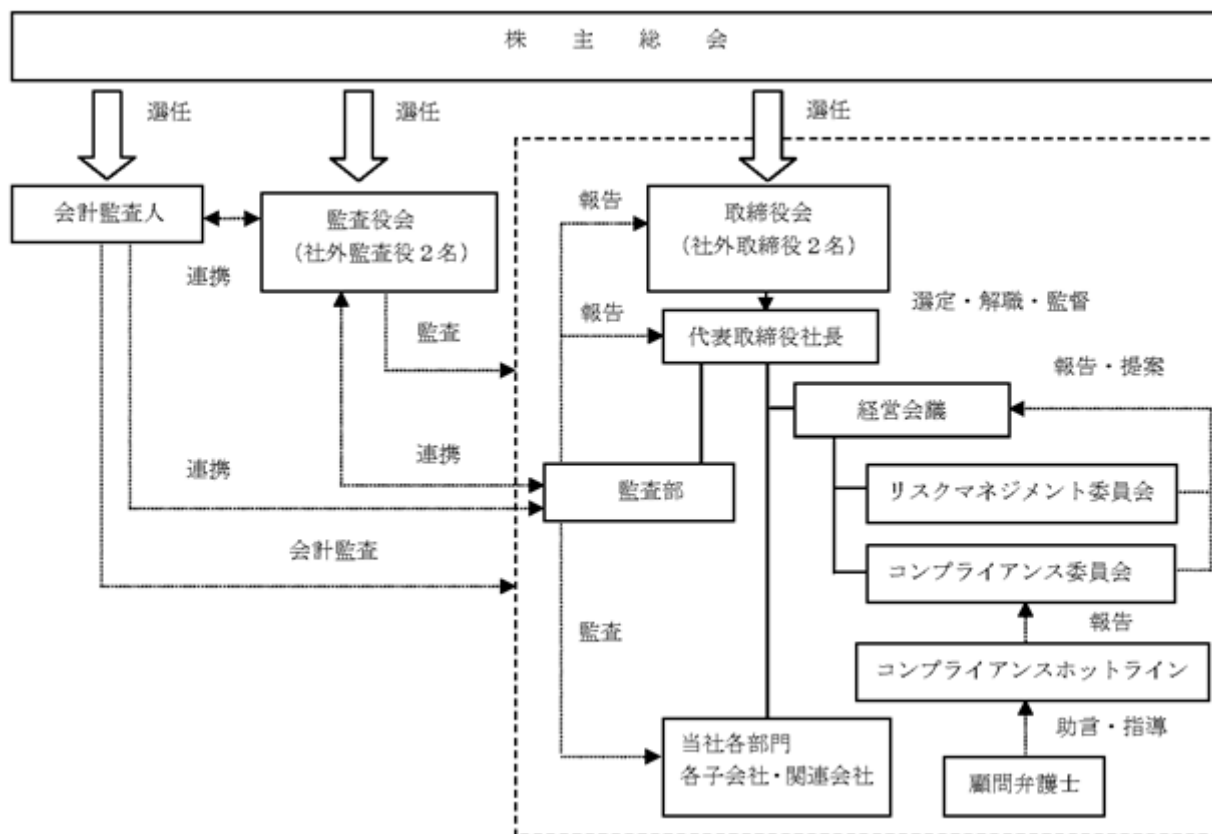 株主総会
選任
選任
選任
会計監査人
監査役会
(社外監査役２名)
取締役会
(社外取締役２名)
報告
連携
報告
選定・解職・監督
代表取締役社長
監査
報告・提案
経営会議
連携
連携
監査部
リスクマネジメント委員会
会計監査
コンプライアンス委員会
監査
報告
コンプライアンスホットライン
助言・指導
当社各部門
各子会社・関連会社
顧問弁護士